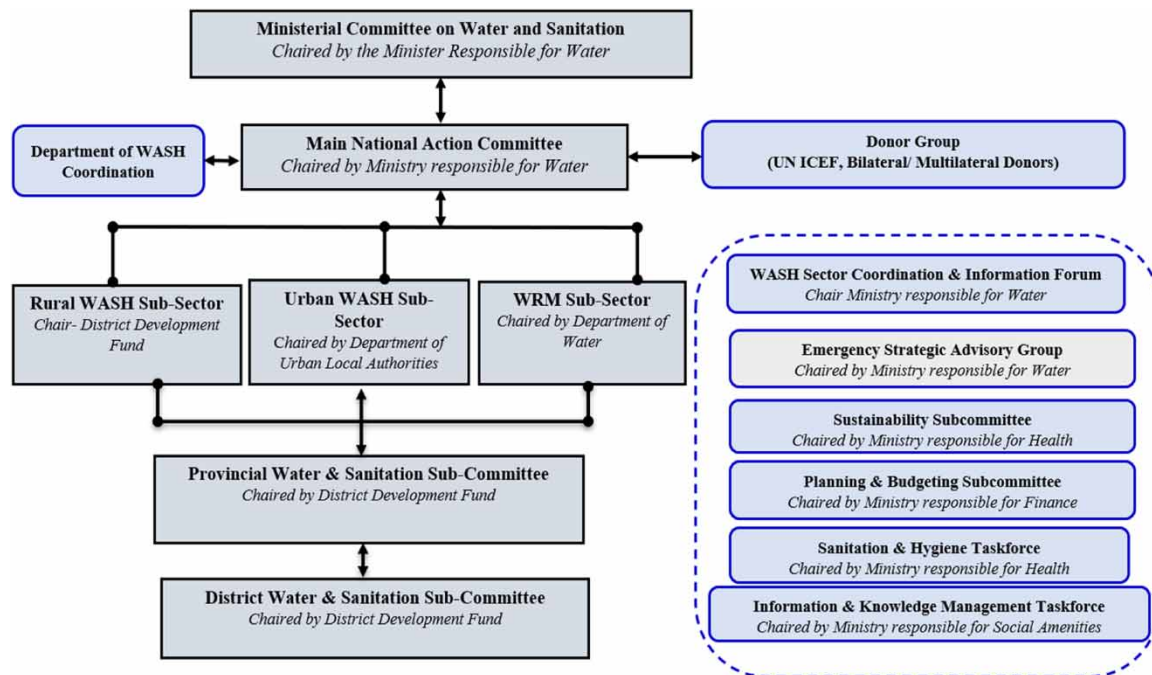 Ministerial Committee on Water and Sanitation
Chaired by the Minister Responsible for Water
Department of WASH
Coordination
Main National Action Committee
Chaired by Ministry responsible for Water
Donor Group
(UN ICEF, Bilateral/ Multilateral Donors)
Rural WASH Sub-Sector
Chair- District Development
Fund
Urban WASH Sub-
Sector
Chaired by Department of
Urban Local Authorities
WRM Sub-Sector
Chaired by Department of
Water
Provincial Water & Sanitation Sub-Committee
Chaired by District Development Fund
District Water & Sanitation Sub-Committee
Chaired by District Development Fund
WASH Sector Coordination & Information Forum
Chair Ministry responsible for Water
Emergency Strategic Advisory Group
Chaired by Ministry responsible for Water
Sustainability Subcommittee
Chaired by Ministry responsible for Health
Planning & Budgeting Subcommittee
Chaired by Ministry responsible for Finance
Sanitation & Hygiene Taskforce
Chaired by Ministry responsible for Health
Information & Knowledge Management Taskforce
Chaired by Ministry responsible for Social Amenities